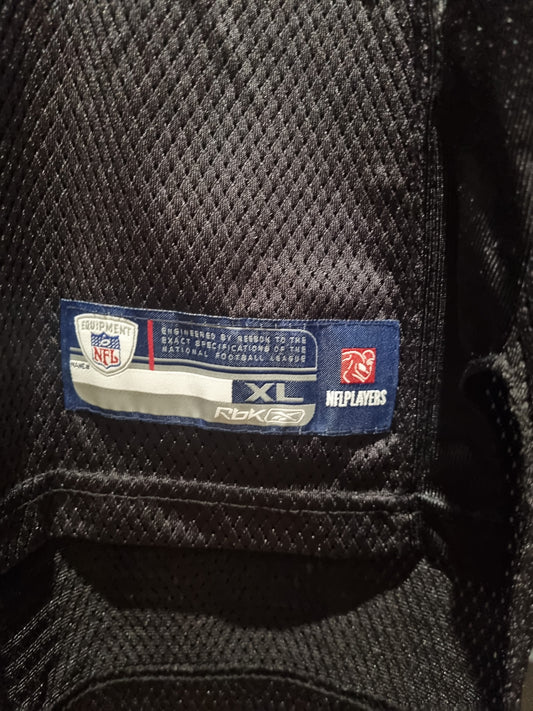 EQUIPMENT
NFL
ENGINEERED BY REEBOK TO THE
EXACT SPECIFICATIONS OF THE
NATIONAL FOOTBALL LEAGUE
XL
RBK
NFLPLAYERS